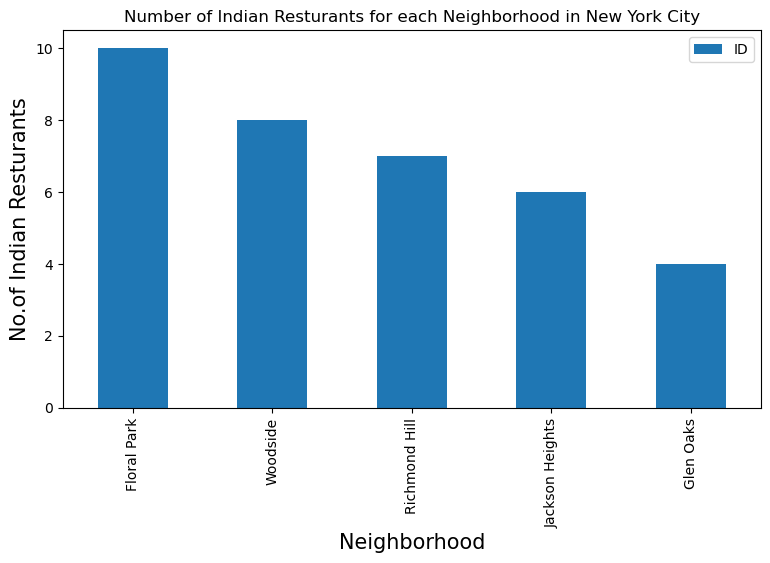 Number of Indian Resturants for each Neighborhood in New York City
ID
No.of Indian Resturants
10
8
6
4
2
0
Floral Park
Woodside
Richmond Hill
Jackson Heights
Glen Oaks
Neighborhood